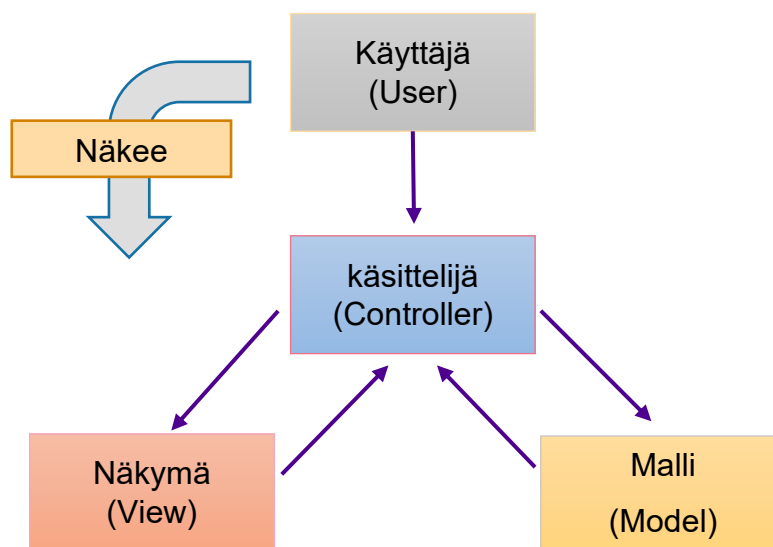 Käyttäjä
(User)
Näkee
käsittelijä
(Controller)
Näkymä
(View)
Malli
(Model)